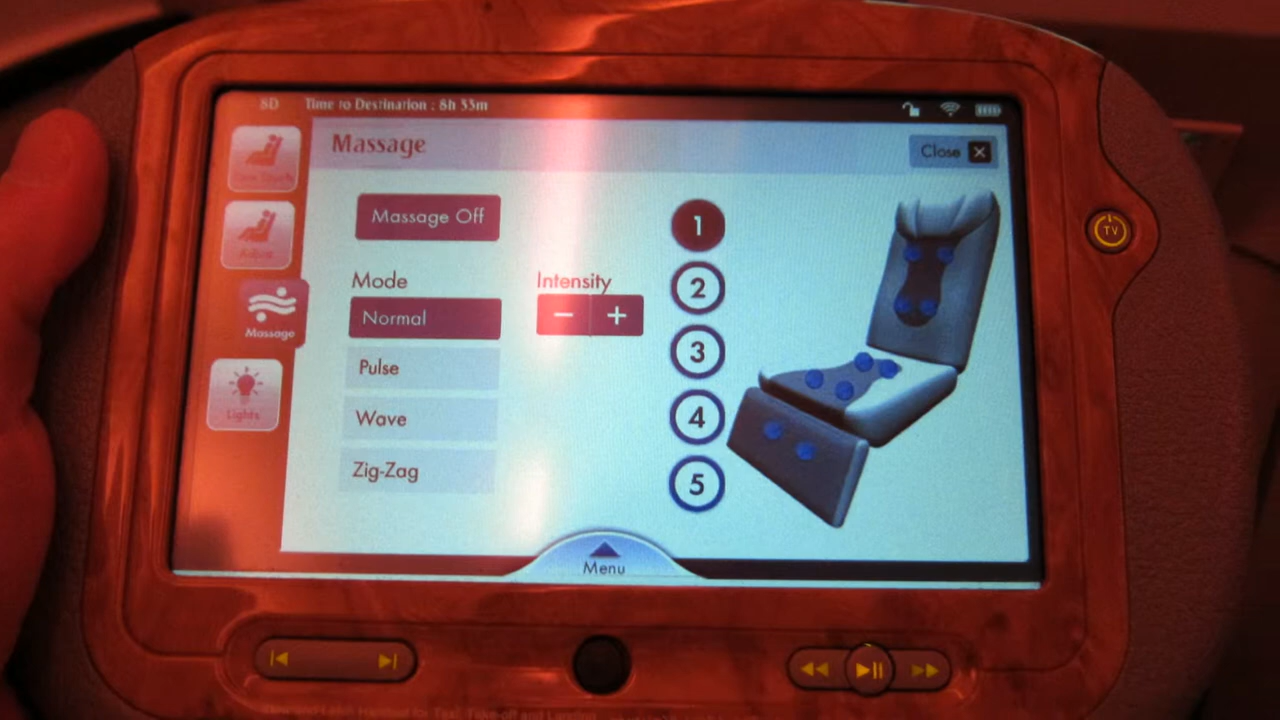 8D Time to Destination : 8h 53m
Massage
Close
Massage Off
1
Mode
Intensity
2
Normal
− +
Massage
3
Pulse
Lights
Wave
4
Zig-Zag
5
Menu
TV